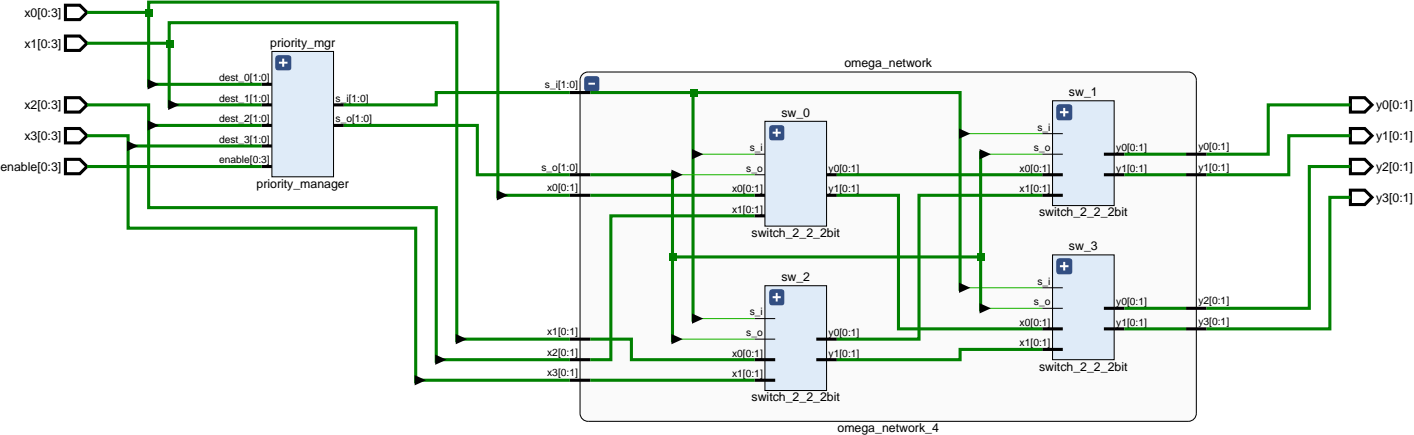 x0[0:3]
x1[0:3]
x2[0:3]
x3[0:3]
enable[0:3]
priority_mgr
dest_0[1:0]
dest_1[1:0]
dest_2[1:0]
dest_3[1:0]
enable[0:3]
s_i[1:0]
s_o[1:0]
priority_manager
omega_network
s_i[1:0]
s_o[1:0]
x0[0:1]
x1[0:1]
x2[0:1]
x3[0:1]
sw_0
s_i
s_o
x0[0:1]
x1[0:1]
y0[0:1]
y1[0:1]
switch_2_2_2bit
sw_2
s_i
s_o
x0[0:1]
x1[0:1]
y0[0:1]
y1[0:1]
switch_2_2_2bit
sw_1
s_i
s_o
x0[0:1]
x1[0:1]
y0[0:1]
y1[0:1]
switch_2_2_2bit
sw_3
s_i
s_o
x0[0:1]
x1[0:1]
y0[0:1]
y1[0:1]
switch_2_2_2bit
y0[0:1]
y1[0:1]
y2[0:1]
y3[0:1]
omega_network_4
y0[0:1]
y1[0:1]
y2[0:1]
y3[0:1]